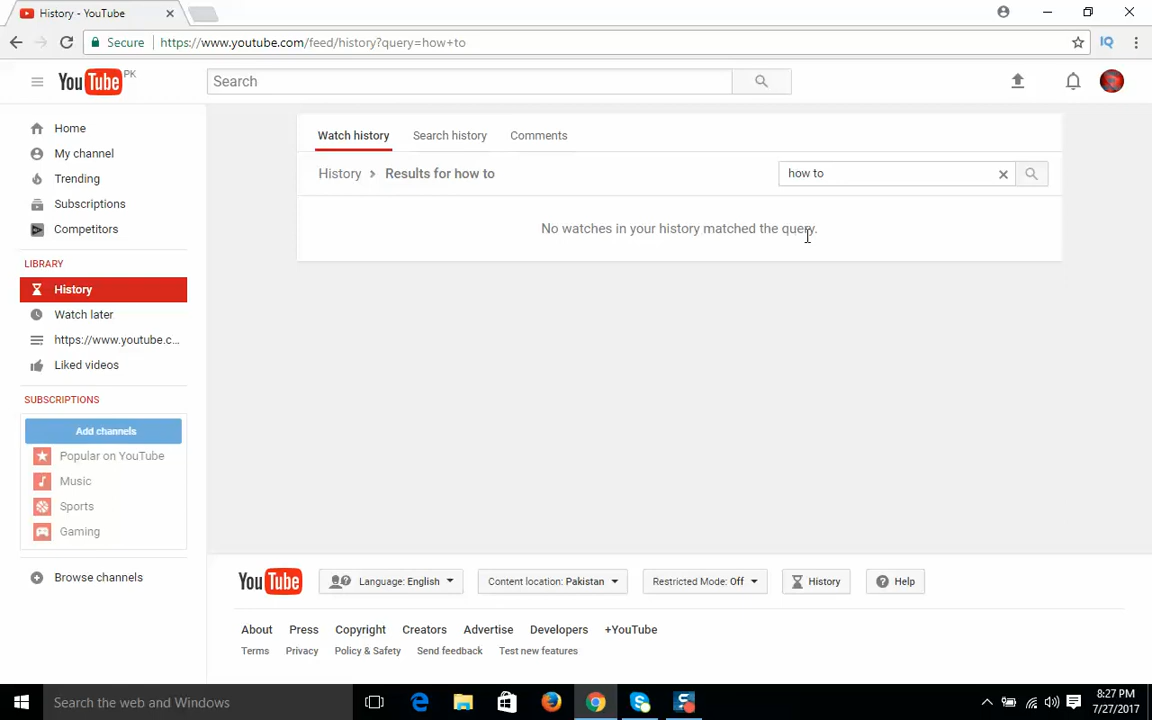 History - YouTube
Secure https://www.youtube.com/feed/history?query=how+to
YouTube PK
Search
Home
My channel
Trending
Subscriptions
Competitors
LIBRARY
History
Watch later
https://www.youtube.c...
Liked videos
SUBSCRIPTIONS
Add channels
Popular on YouTube
Music
Sports
Gaming
Browse channels
Watch history Search history Comments
History Results for how to
how to
No watches in your history matched the query.
YouTube Language: English Content location: Pakistan Restricted Mode: Off History Help
About Press Copyright Creators Advertise Developers +YouTube
Terms Privacy Policy & Safety Send feedback Test new features
Search the web and Windows
8:27 PM
7/27/2017